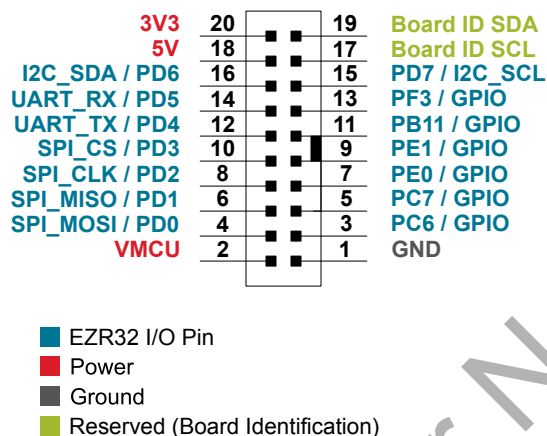 3V3 20 19 Board ID SDA
5V 18 17 Board ID SCL
I2C_SDA / PD6 16 15 PD7 / I2C_SCL
UART_RX / PD5 14 13 PF3 / GPIO
UART_TX / PD4 12 11 PB11 / GPIO
SPI_CS / PD3 10 9 PE1 / GPIO
SPI_CLK / PD2 8 7 PE0 / GPIO
SPI_MISO / PD1 6 5 PC7 / GPIO
SPI_MOSI / PD0 4 3 PC6 / GPIO
VMCU 2 1 GND
EZR32 I/O Pin
Power
Ground
Reserved (Board Identification)